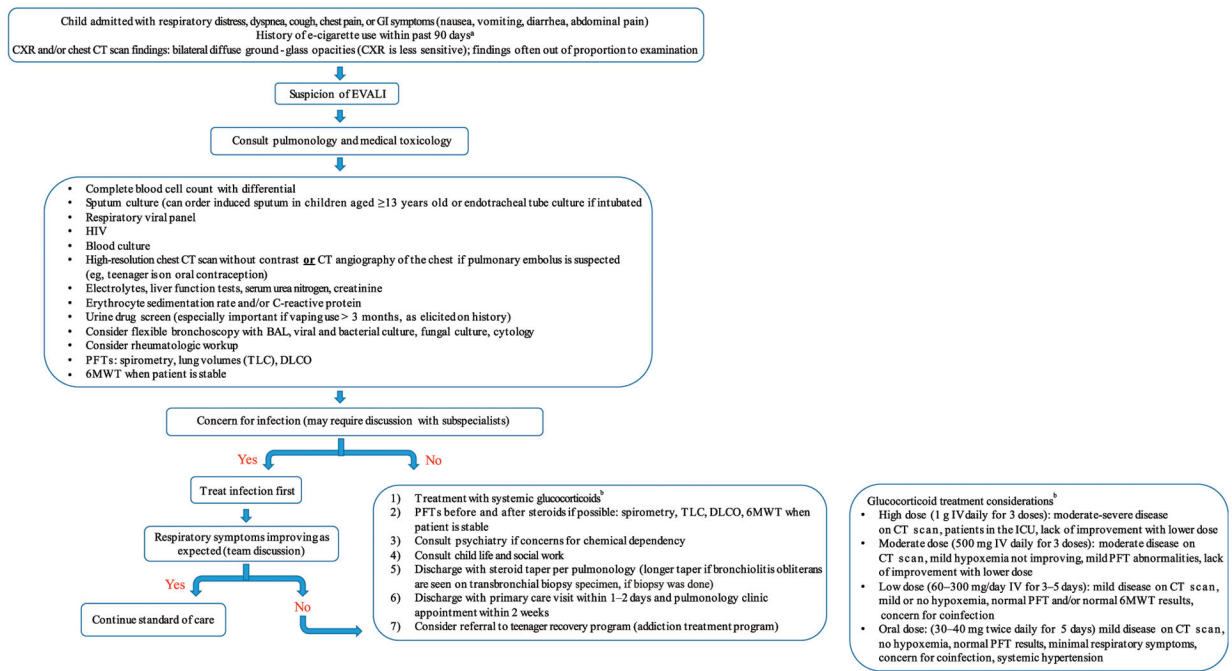 Child admitted with respiratory distress, dyspnea, cough, chest pain, or GI symptoms (nausea, vomiting, diarrhea, abdominal pain)
History of e-cigarette use within past 90 daysᵃ
CXR and/or chest CT scan findings: bilateral diffuse ground-glass opacities (CXR is less sensitive); findings often out of proportion to examination
Suspicion of EVALI
Consult pulmonology and medical toxicology
• Complete blood cell count with differential
• Sputum culture (can order induced sputum in children aged ≥13 years old or endotracheal tube culture if intubated
• Respiratory viral panel
• HIV
• Blood culture
• High-resolution chest CT scan without contrast or CT angiography of the chest if pulmonary embolus is suspected
(eg, teenager is on oral contraception)
• Electrolytes, liver function tests, serum urea nitrogen, creatinine
• Erythrocyte sedimentation rate and/or C-reactive protein
• Urine drug screen (especially important if vaping use > 3 months, as elicited on history)
• Consider flexible bronchoscopy with BAL, viral and bacterial culture, fungal culture, cytology
• Consider rheumatologic workup
• PFTs: spirometry, lung volumes (TLC), DLCO
• 6MWT when patient is stable
Concern for infection (may require discussion with subspecialists)
Yes
No
Treat infection first
Respiratory symptoms improving as
expected (team discussion)
Yes
No
Continue standard of care
1) Treatment with systemic glucocorticoidsᵇ
2) PFTs before and after steroids if possible: spirometry, TLC, DLCO, 6MWT when
patient is stable
3) Consult psychiatry if concerns for chemical dependency
4) Consult child life and social work
5) Discharge with steroid taper per pulmonology (longer taper if bronchiolitis obliterans
are seen on transbronchial biopsy specimen, if biopsy was done)
6) Discharge with primary care visit within 1–2 days and pulmonology clinic
appointment within 2 weeks
7) Consider referral to teenager recovery program (addiction treatment program)
Glucocorticoid treatment considerationsᵇ
• High dose (1 g IV daily for 3 doses): moderate-severe disease
on CT scan, patients in the ICU, lack of improvement with lower dose
• Moderate dose (500 mg IV daily for 3 doses): moderate disease on
CT scan, mild hypoxemia not improving, mild PFT abnormalities, lack
of improvement with lower dose
• Low dose (60–300 mg/day IV for 3–5 days): mild disease on CT scan,
mild or no hypoxemia, normal PFT and/or normal 6MWT results,
concern for coinfection
• Oral dose: (30–40 mg twice daily for 5 days) mild disease on CT scan,
no hypoxemia, normal PFT results, minimal respiratory symptoms,
concern for coinfection, systemic hypertension